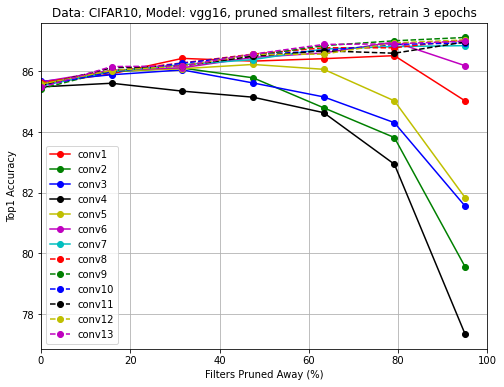 Data: CIFAR10, Model: vgg16, pruned smallest filters, retrain 3 epochs
Top1 Accuracy
86
84
82
80
78
conv1
conv2
conv3
conv4
conv5
conv6
conv7
conv8
conv9
conv10
conv11
conv12
conv13
0
20
40
60
80
100
Filters Pruned Away (%)